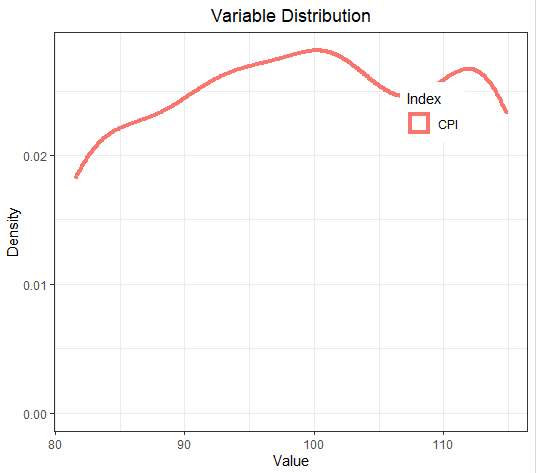 Variable Distribution
Density
0.02
0.01
0.00
Index
CPI
80 90 100 110
Value